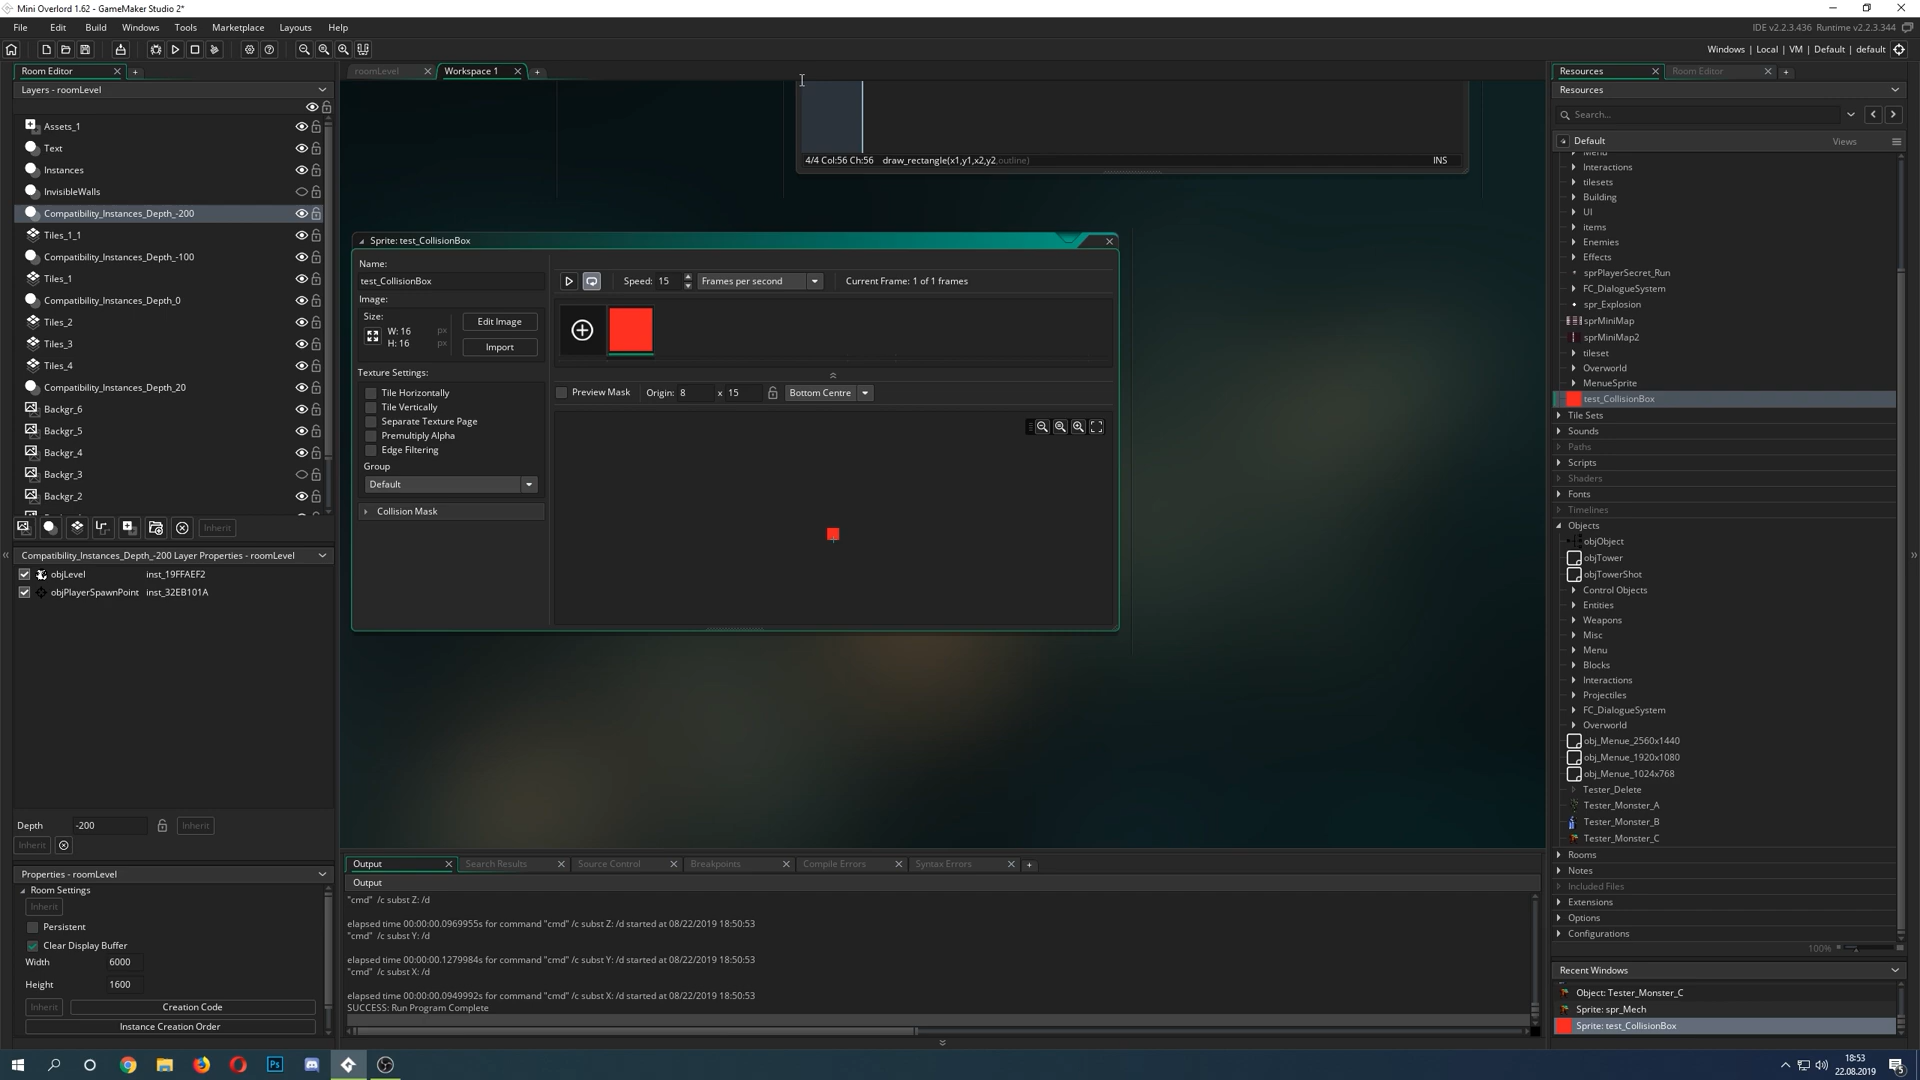 Mini Overlord 1.62 - GameMaker Studio 2*
File Edit Build Windows Tools Marketplace Layouts Help
IDE v2.2.3.436 Runtime v2.2.3.344
Windows | Local | VM | Default | default
Room Editor
Layers - roomLevel
Assets_1
Text
Instances
InvisibleWalls
Compatibility_Instances_Depth_-200
Tiles_1_1
Compatibility_Instances_Depth_-100
Tiles_1
Compatibility_Instances_Depth_0
Tiles_2
Tiles_3
Tiles_4
Compatibility_Instances_Depth_20
Backgr_6
Backgr_5
Backgr_4
Backgr_3
Backgr_2
Inherit
Compatibility_Instances_Depth_-200 Layer Properties - roomLevel
objLevel inst_19FFAEF2
objPlayerSpawnPoint inst_32EB101A
Depth -200 Inherit
Inherit
Properties - roomLevel
Room Settings
Inherit
Persistent
Clear Display Buffer
Width 6000
Height 1600
Inherit Creation Code
Instance Creation Order
roomLevel Workspace 1
4/4 Col:56 Ch:56 draw_rectangle(x1,y1,x2,y2,outline) INS
Sprite: test_CollisionBox
Name:
test_CollisionBox
Image:
Size:
W: 16 px
H: 16 px
Edit Image
Import
Texture Settings:
Tile Horizontally
Tile Vertically
Separate Texture Page
Premultiply Alpha
Edge Filtering
Group
Default
Collision Mask
Speed: 15 Frames per second Current Frame: 1 of 1 frames
Preview Mask Origin: 8 x 15 Bottom Centre
Output Search Results Source Control Breakpoints Compile Errors Syntax Errors
Output
"cmd" /c subst Z: /d
elapsed time 00:00:00.0969955s for command "cmd" /c subst Z: /d started at 08/22/2019 18:50:53
"cmd" /c subst Y: /d
elapsed time 00:00:00.1279984s for command "cmd" /c subst Y: /d started at 08/22/2019 18:50:53
"cmd" /c subst X: /d
elapsed time 00:00:00.0949992s for command "cmd" /c subst X: /d started at 08/22/2019 18:50:53
SUCCESS: Run Program Complete
Resources Room Editor
Resources
Search...
Default Views
Menu
Interactions
tilesets
Building
UI
items
Enemies
Effects
sprPlayerSecret_Run
FC_DialogueSystem
spr_Explosion
sprMiniMap
sprMiniMap2
tileset
Overworld
MenueSprite
test_CollisionBox
Tile Sets
Sounds
Paths
Scripts
Shaders
Fonts
Timelines
Objects
objObject
objTower
objTowerShot
Control Objects
Entities
Weapons
Misc
Menu
Blocks
Interactions
Projectiles
FC_DialogueSystem
Overworld
obj_Menue_2560x1440
obj_Menue_1920x1080
obj_Menue_1024x768
Tester_Delete
Tester_Monster_A
Tester_Monster_B
Tester_Monster_C
Rooms
Notes
Included Files
Extensions
Options
Configurations
100%
Recent Windows
Object: Tester_Monster_C
Sprite: spr_Mech
Sprite: test_CollisionBox
Ps
18:53
22.08.2019
5